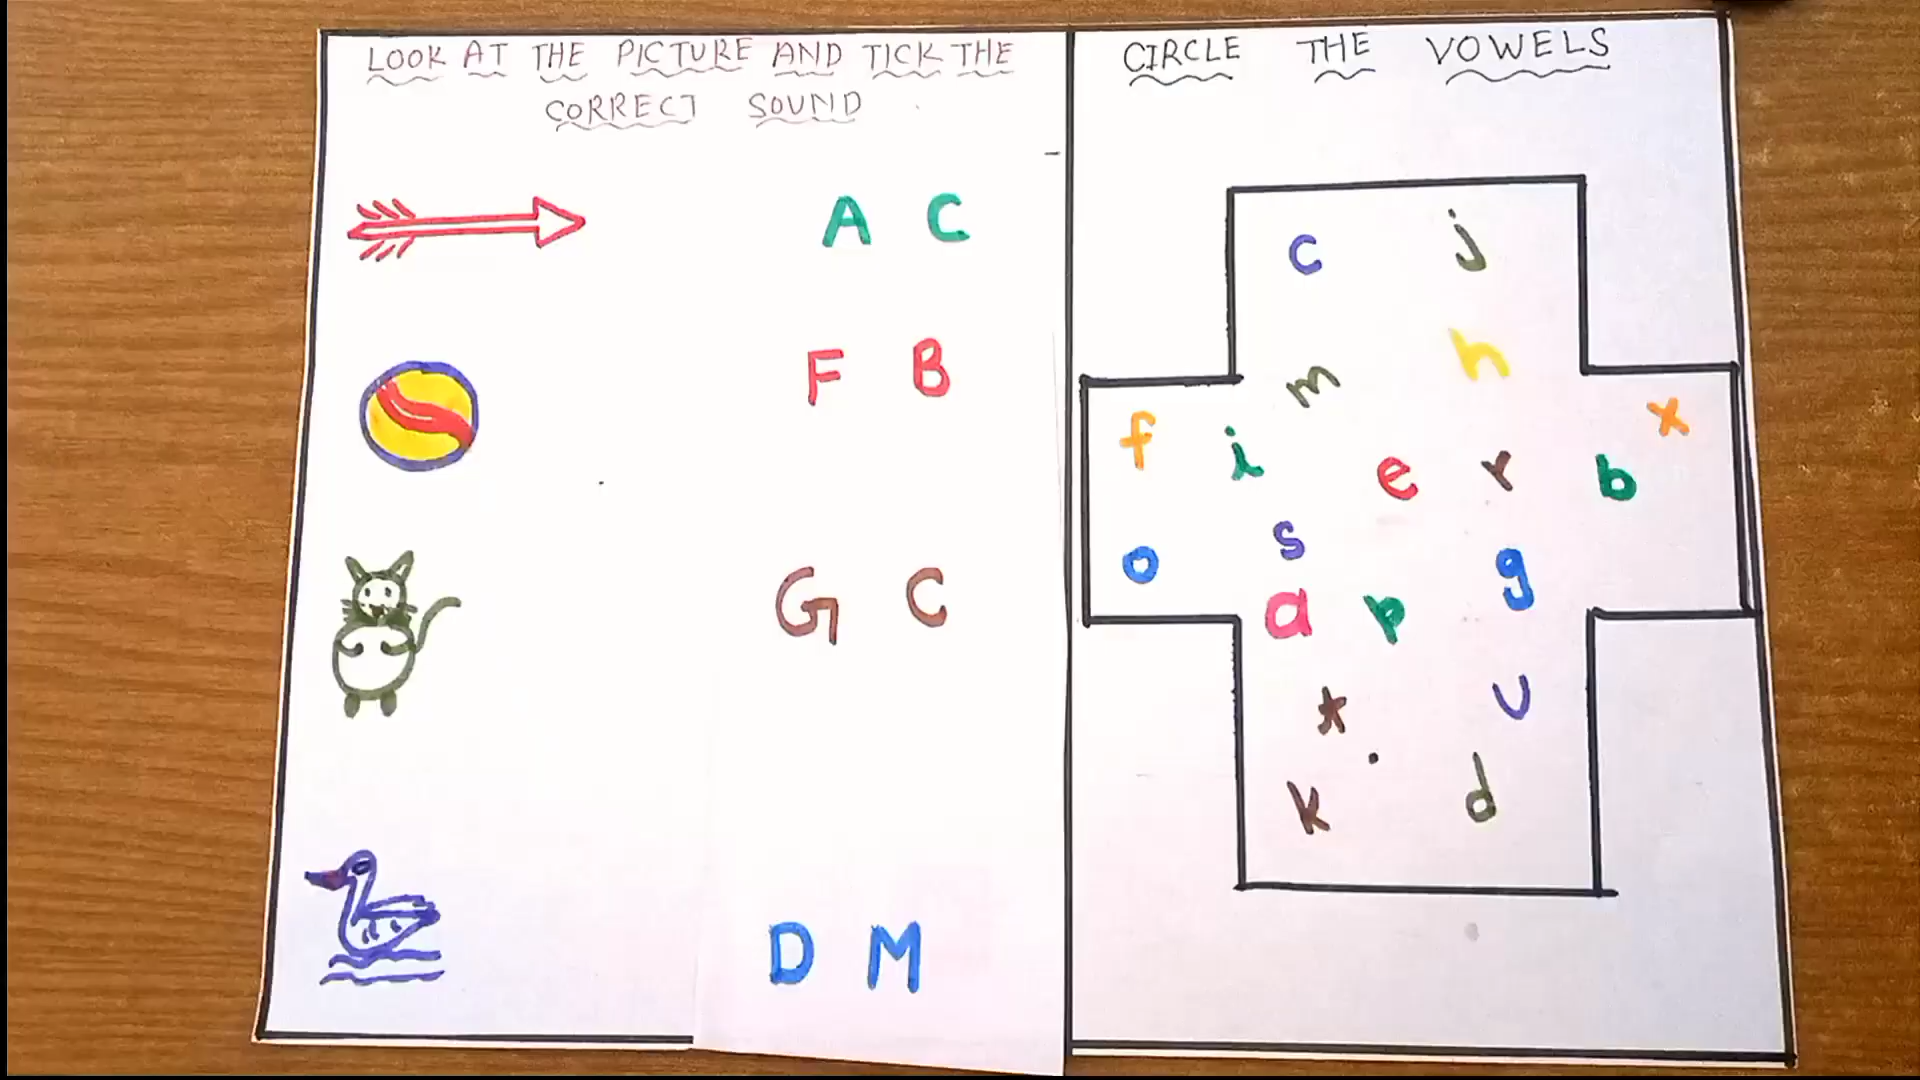 LOOK AT THE PICTURE AND TICK THE
CORRECT SOUND
A C
F B
G C
D M
CIRCLE THE VOWELS
c j
m h
f i e r b x
o s a p g
t u
k d